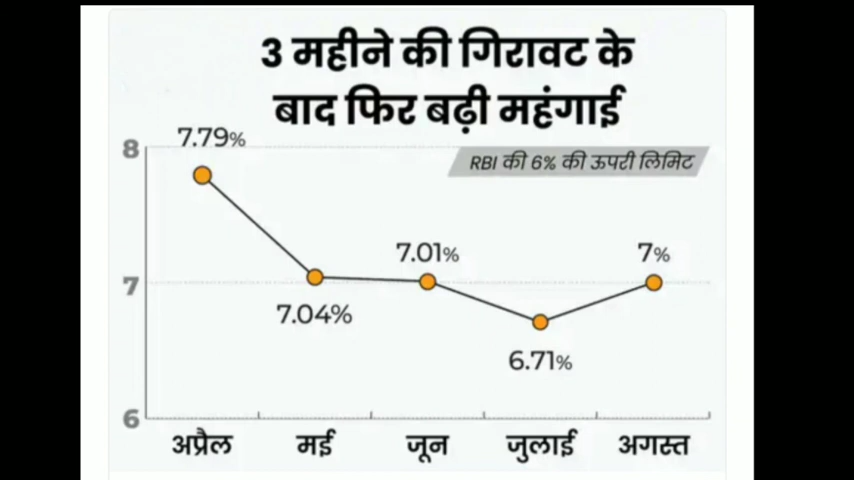 3 महीने की गिरावट के
बाद फिर बढ़ी महंगाई
7.79%
8
RBI की 6% की ऊपरी लिमिट
7.01%
7%
7
7.04%
6.71%
6
अप्रैल मई जून जुलाई अगस्त